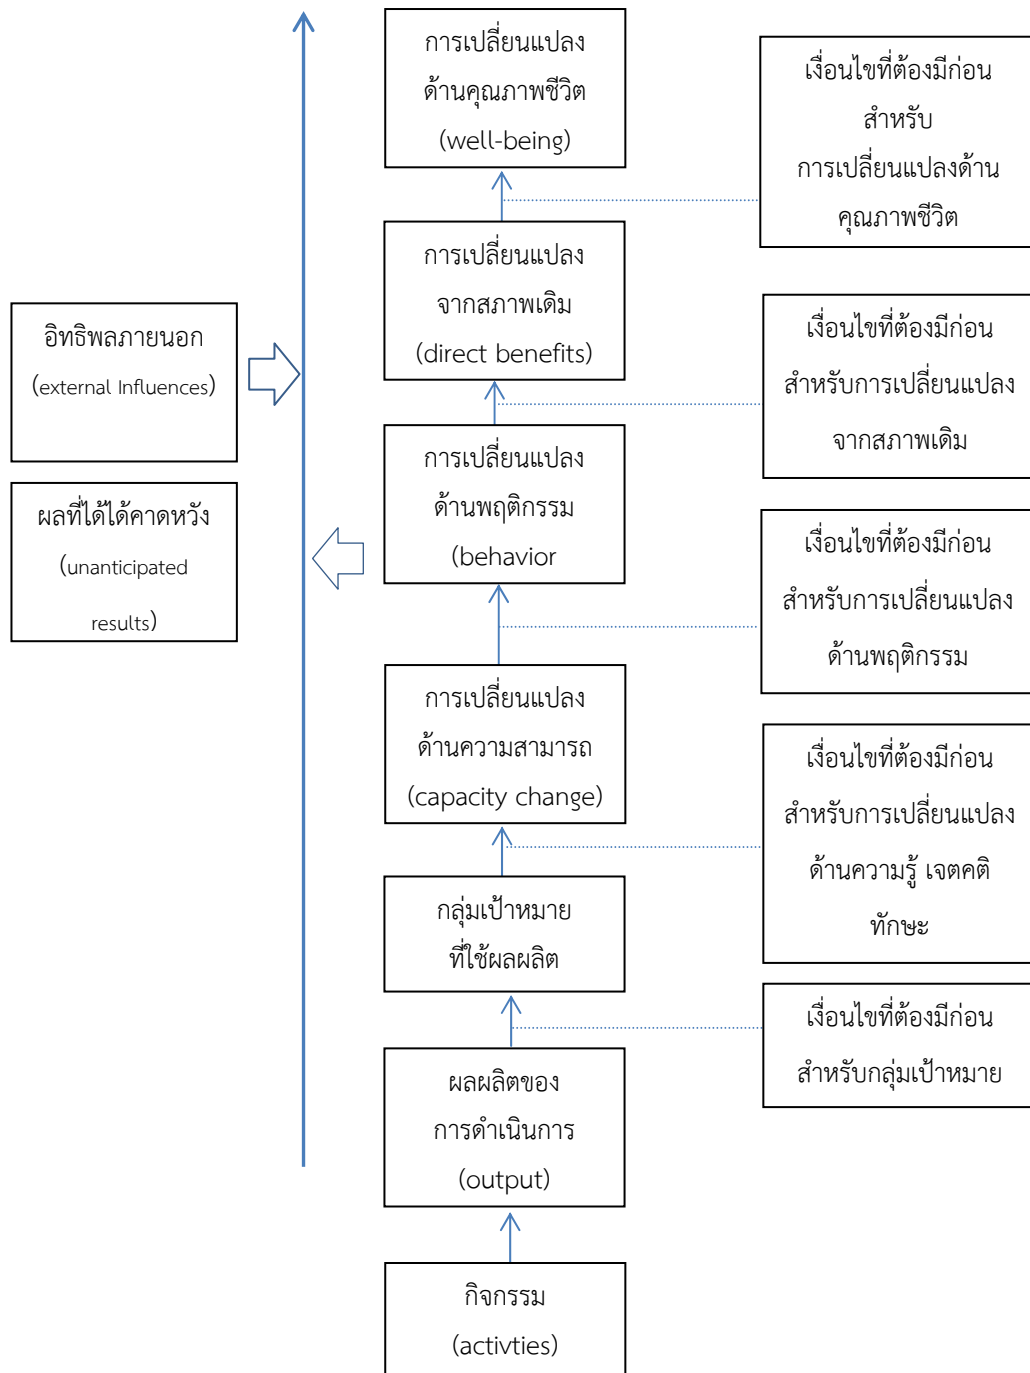 การเปลี่ยนแปลง
ด้านคุณภาพชีวิต
(well-being)
เงื่อนไขที่ต้องมีก่อน
สำหรับ
การเปลี่ยนแปลงด้าน
คุณภาพชีวิต
การเปลี่ยนแปลง
จากสภาพเดิม
(direct benefits)
อิทธิพลภายนอก
(external Influences)
เงื่อนไขที่ต้องมีก่อน
สำหรับการเปลี่ยนแปลง
จากสภาพเดิม
การเปลี่ยนแปลง
ด้านพฤติกรรม
(behavior
ผลที่ได้ได้คาดหวัง
(unanticipated
results)
เงื่อนไขที่ต้องมีก่อน
สำหรับการเปลี่ยนแปลง
ด้านพฤติกรรม
การเปลี่ยนแปลง
ด้านความสามารถ
(capacity change)
เงื่อนไขที่ต้องมีก่อน
สำหรับการเปลี่ยนแปลง
ด้านความรู้ เจตคติ
ทักษะ
กลุ่มเป้าหมาย
ที่ใช้ผลผลิต
เงื่อนไขที่ต้องมีก่อน
สำหรับกลุ่มเป้าหมาย
ผลผลิตของ
การดำเนินการ
(output)
กิจกรรม
(activties)